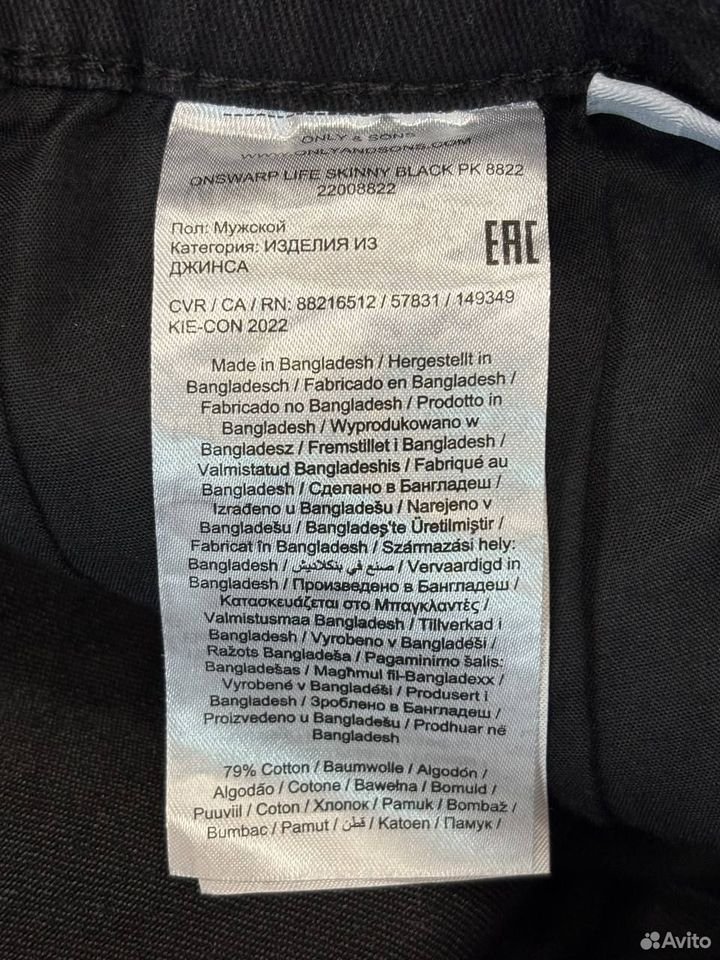 ONLY & SONS
WWW.ONLYANDSONS.COM
ONSWARP LIFE SKINNY BLACK PK 8822
22008822
Пол: Мужской
Категория: ИЗДЕЛИЯ ИЗ
ДЖИНСА
EAC
CVR / CA / RN: 88216512 / 57831 / 149349
KIE-CON 2022
Made in Bangladesh / Hergestellt in
Bangladesch / Fabricado en Bangladesh /
Fabricado no Bangladesh / Prodotto in
Bangladesh / Wyprodukowano w
Bangladesz / Fremstillet i Bangladesh /
Valmistatud Bangladeshis / Fabriqué au
Bangladesh / Сделано в Бангладеш /
Izrađeno u Bangladešu / Narejeno v
Bangladešu / Bangladeş'te Üretilmiştir /
Fabricat în Bangladesh / Származási hely:
Bangladesh / صنع في بنكلاديش / Vervaardigd in
Bangladesh / Произведено в Бангладеш /
Κατασκευάζεται στο Μπαγκλαντές /
Valmistusmaa Bangladesh / Tillverkad i
Bangladesh / Vyrobeno v Bangladéši /
Ražots Bangladeša / Pagaminimo šalis:
Bangladešas / Magħmul fil-Bangladexx /
Vyrobené v Bangladéši / Produsert i
Bangladesh / Зроблено в Бангладеш /
Proizvedeno u Bangladešu / Prodhuar në
Bangladesh
79% Cotton / Baumwolle / Algodón /
Algodão / Cotone / Bawełna / Bomuld /
Puuviil / Coton / Хлопок / Pamuk / Bombaž /
Bumbac / Pamut / قطن / Katoen / Памук /
Avito